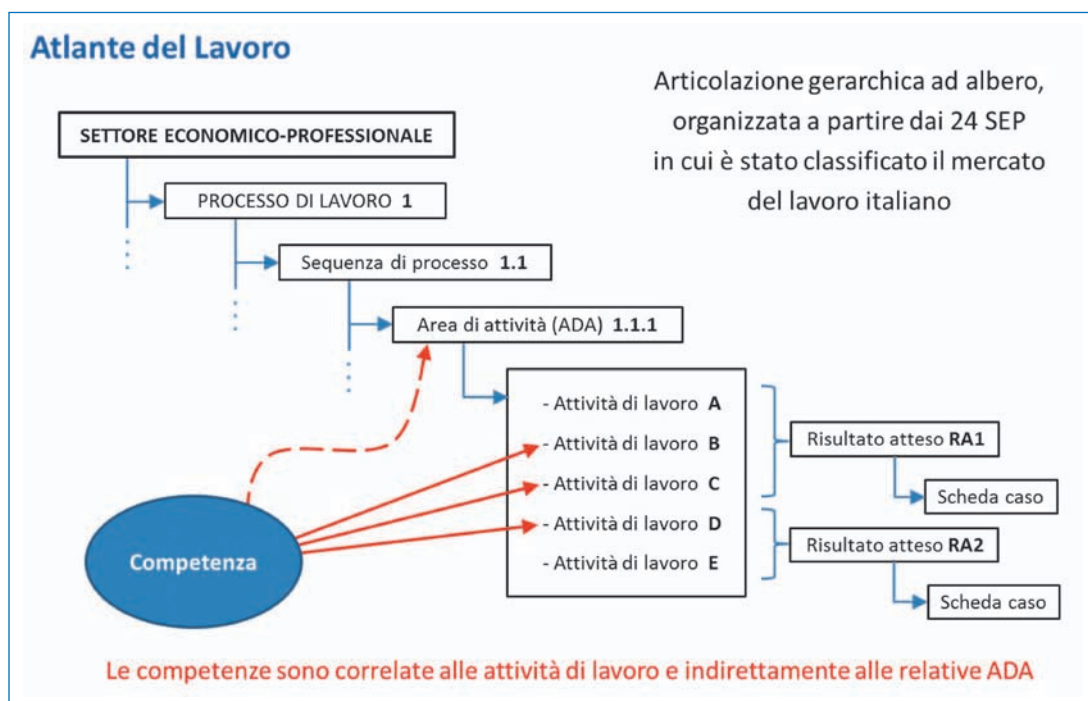 Atlante del Lavoro
Articolazione gerarchica ad albero,
organizzata a partire dai 24 SEP
in cui è stato classificato il mercato
del lavoro italiano
SETTORE ECONOMICO-PROFESSIONALE
PROCESSO DI LAVORO 1
Sequenza di processo 1.1
Area di attività (ADA) 1.1.1
- Attività di lavoro A
- Attività di lavoro B
- Attività di lavoro C
- Attività di lavoro D
- Attività di lavoro E
Risultato atteso RA1
Scheda caso
Risultato atteso RA2
Scheda caso
Competenza
Le competenze sono correlate alle attività di lavoro e indirettamente alle relative ADA